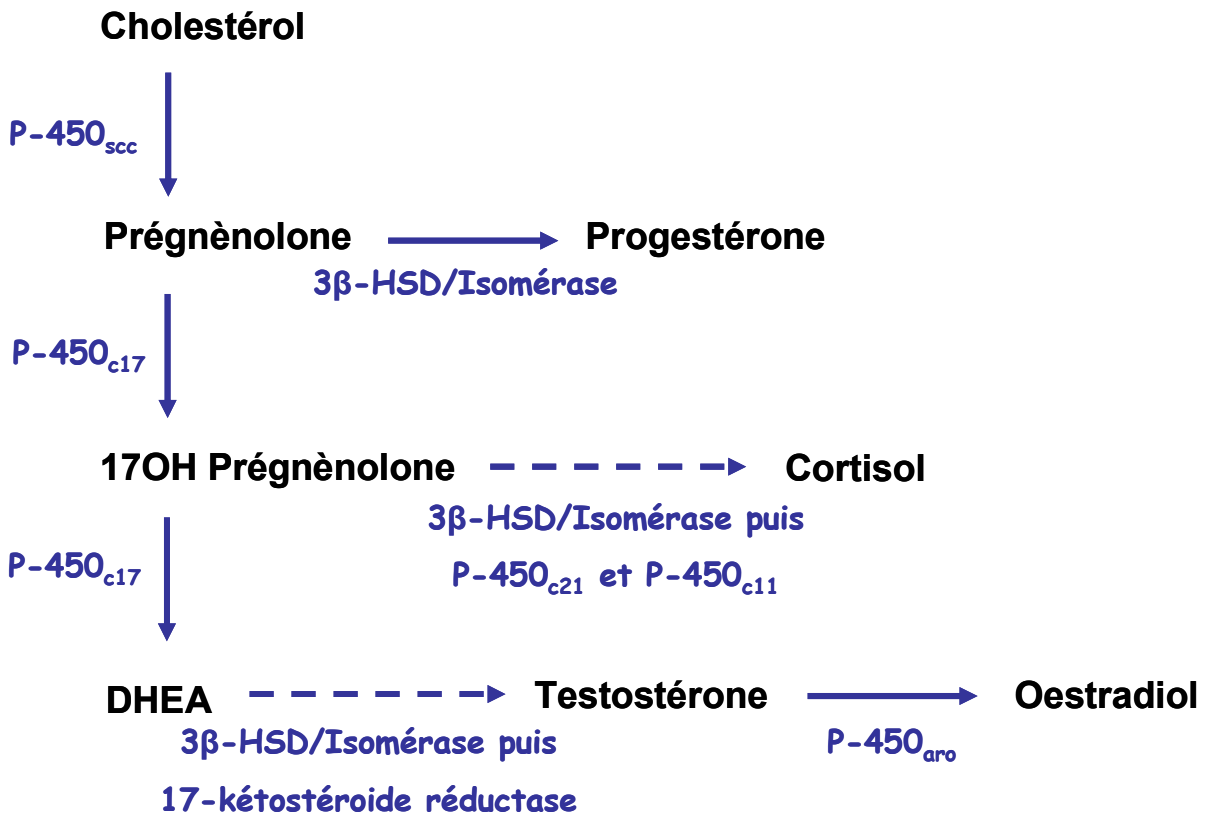 Cholestérol
P-450scc
Prégnènolone
Progestérone
3β-HSD/Isomérase
P-450c17
17OH Prégnènolone
Cortisol
3β-HSD/Isomérase puis
P-450c21 et P-450c11
P-450c17
DHEA
Testostérone
Oestradiol
3β-HSD/Isomérase puis
P-450aro
17-kétostéroide réductase